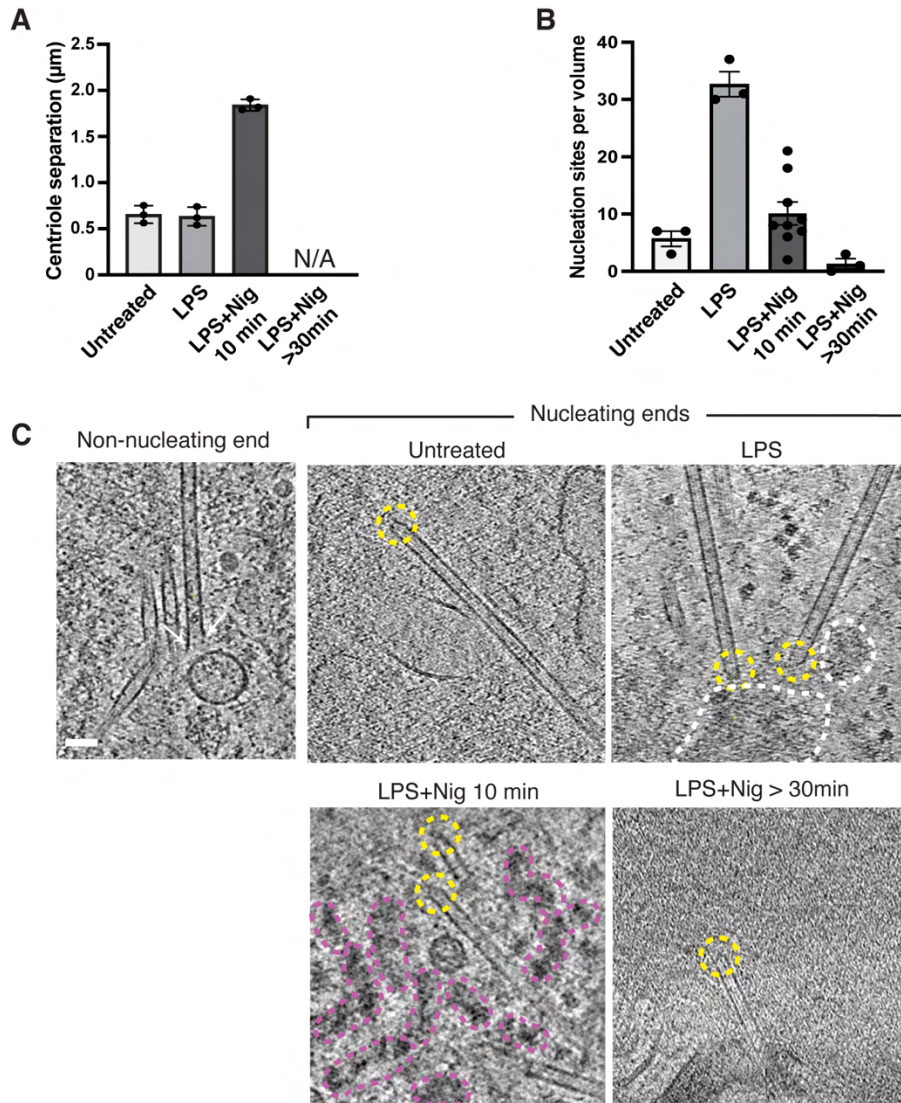 A
Centriole separation (µm)
2.5
2.0
1.5
1.0
0.5
0
N/A
Untreated
LPS
LPS+Nig
10 min
LPS+Nig
>30min
B
Nucleation sites per volume
40
30
20
10
0
Untreated
LPS
LPS+Nig
10 min
LPS+Nig
>30min
C
Nucleating ends
Non-nucleating end
Untreated
LPS
LPS+Nig 10 min
LPS+Nig > 30min